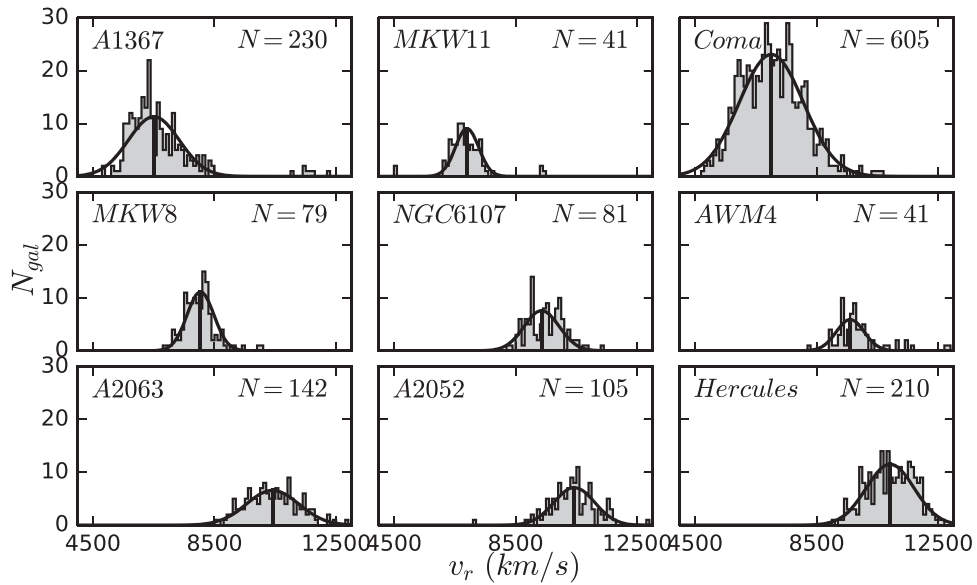 30 A1367 N = 230 MKW11 N = 41 Coma N = 605
20
10
0
30 MKW8 N = 79 NGC6107 N = 81 AWM4 N = 41
20
10
0
30 A2063 N = 142 A2052 N = 105 Hercules N = 210
20
10
0
4500 8500 12500 4500 8500 12500 4500 8500 12500
N_gal
v_r (km/s)